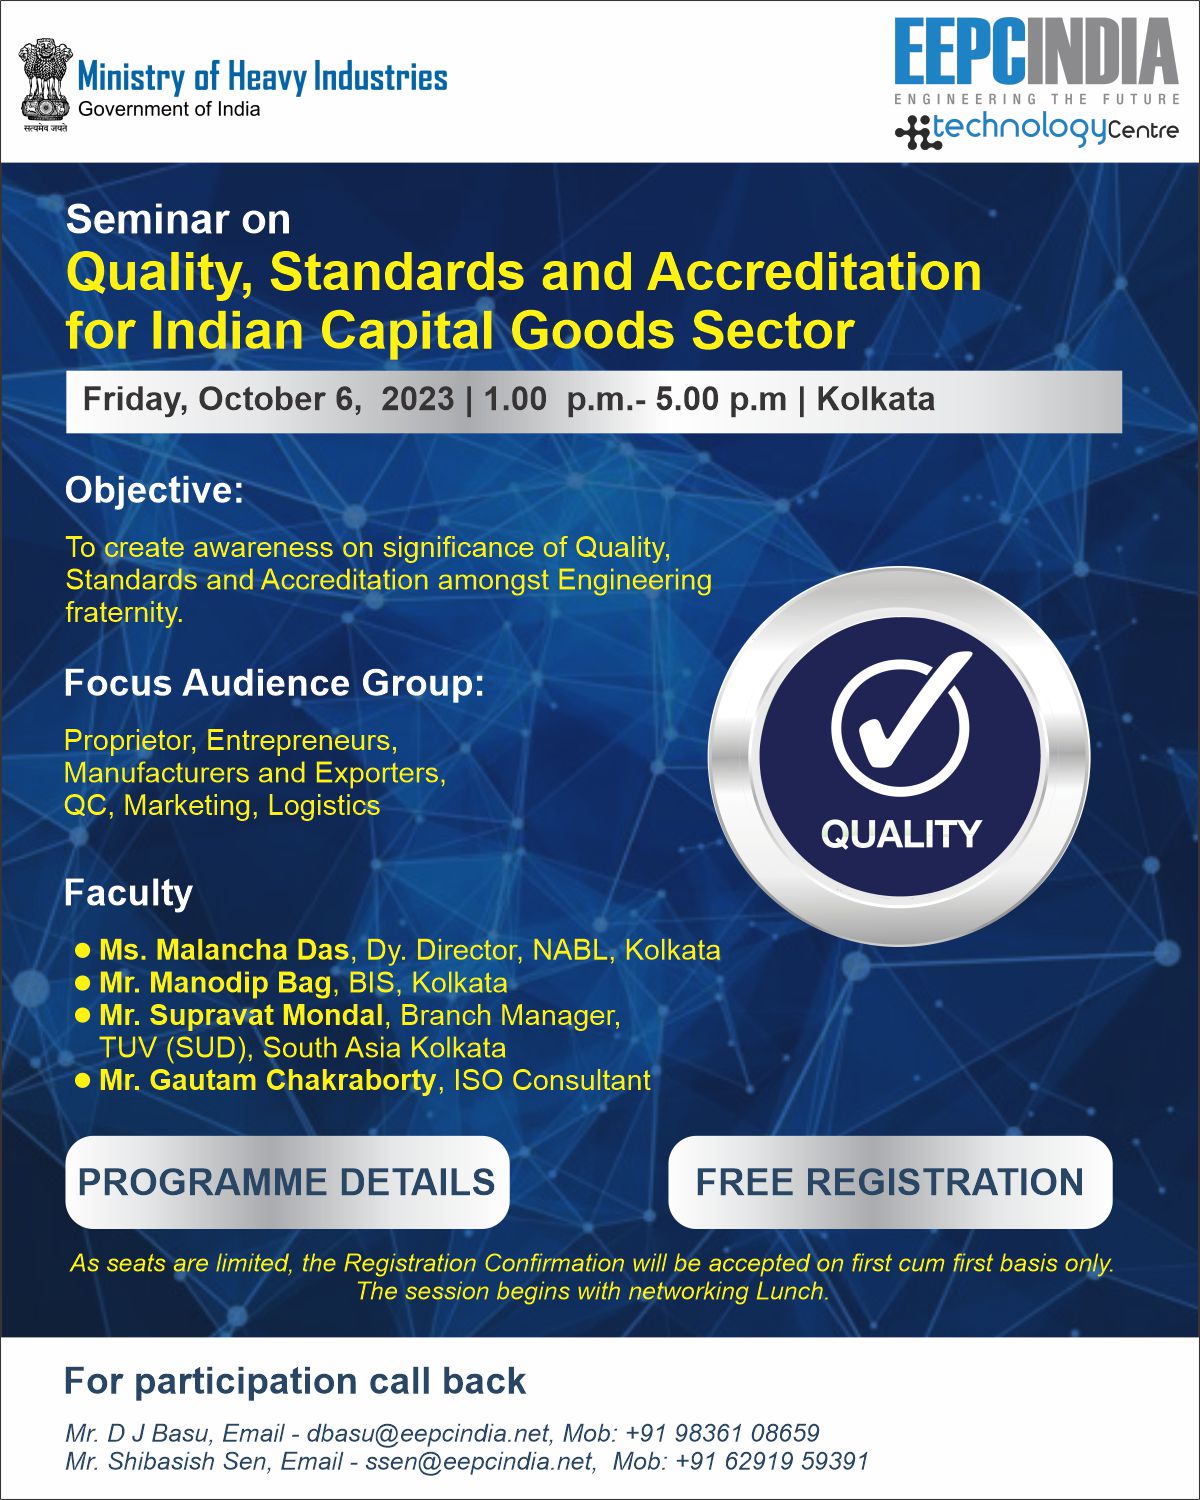 Ministry of Heavy Industries
Government of India
सत्यमेव जयते
EEPCINDIA
ENGINEERING THE FUTURE
technologyCentre
Seminar on
Quality, Standards and Accreditation
for Indian Capital Goods Sector
Friday, October 6,  2023 | 1.00  p.m.- 5.00 p.m | Kolkata
Objective:
To create awareness on significance of Quality,
Standards and Accreditation amongst Engineering
fraternity.
Focus Audience Group:
Proprietor, Entrepreneurs,
Manufacturers and Exporters,
QC, Marketing, Logistics
QUALITY
Faculty
● Ms. Malancha Das, Dy. Director, NABL, Kolkata
● Mr. Manodip Bag, BIS, Kolkata
● Mr. Supravat Mondal, Branch Manager,
TUV (SUD), South Asia Kolkata
● Mr. Gautam Chakraborty, ISO Consultant
PROGRAMME DETAILS
FREE REGISTRATION
As seats are limited, the Registration Confirmation will be accepted on first cum first basis only.
The session begins with networking Lunch.
For participation call back
Mr. D J Basu, Email - dbasu@eepcindia.net, Mob: +91 98361 08659
Mr. Shibasish Sen, Email - ssen@eepcindia.net,  Mob: +91 62919 59391